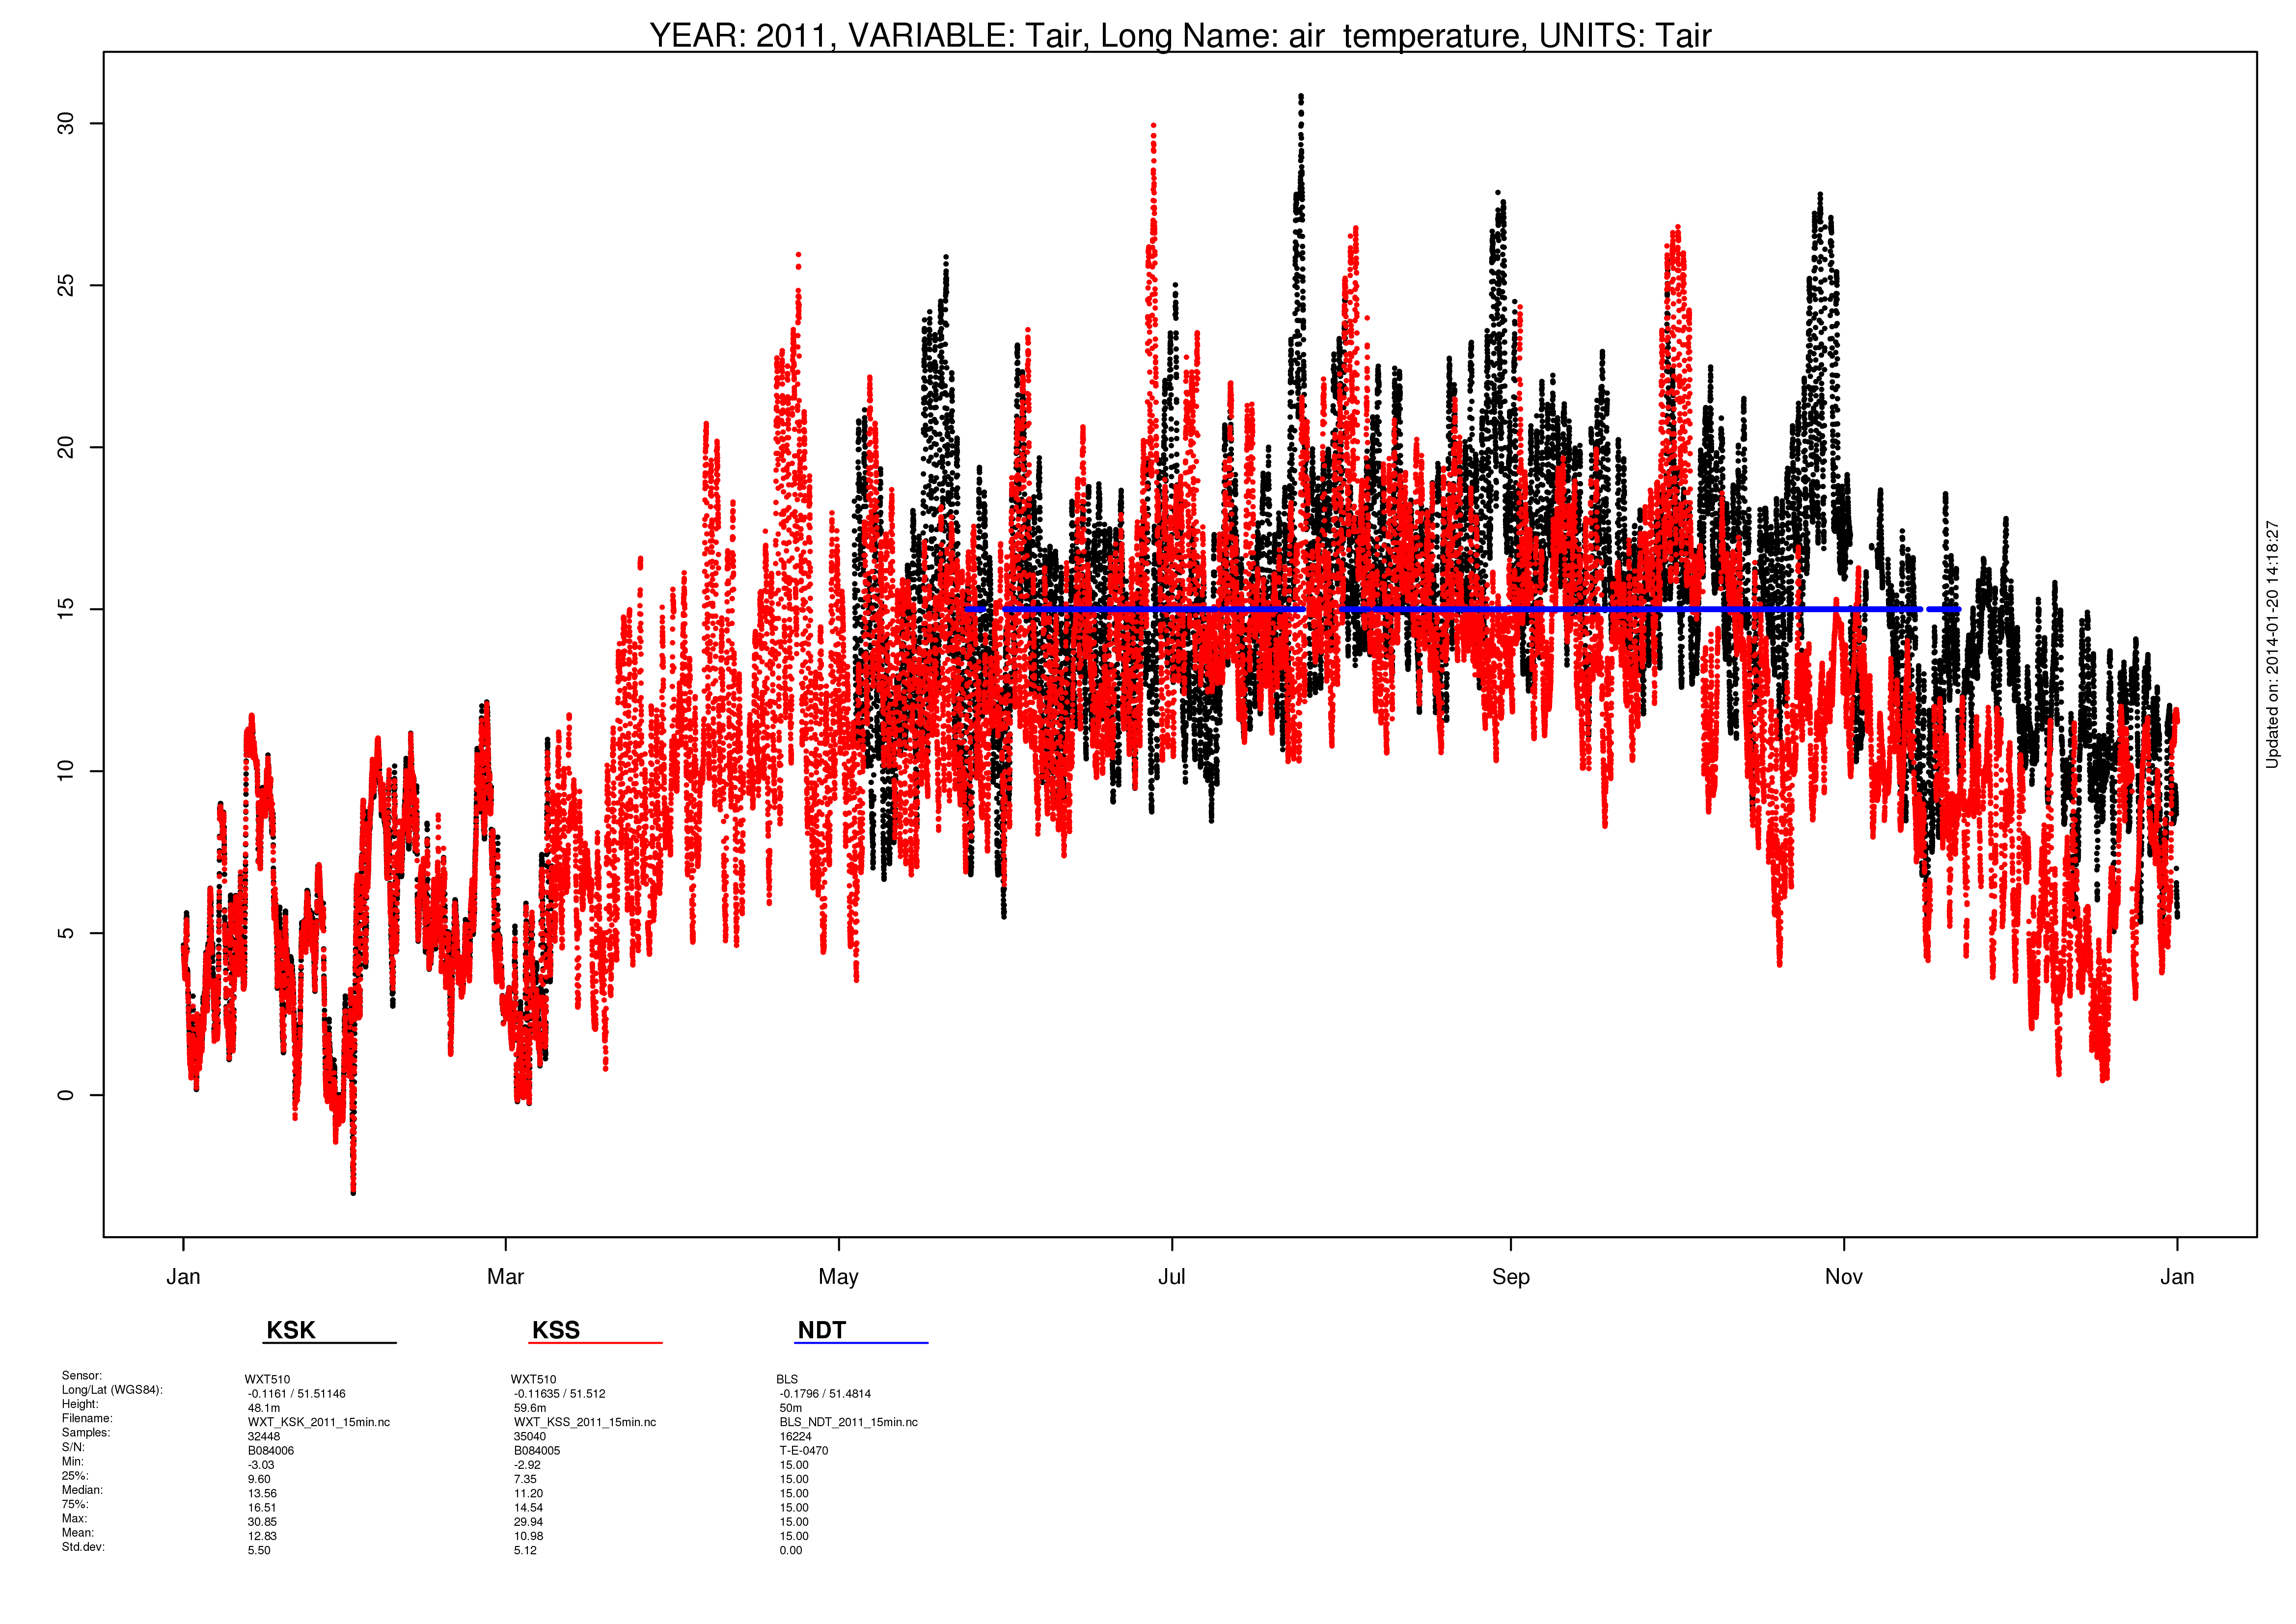 YEAR: 2011, VARIABLE: Tair, Long Name: air  temperature, UNITS: Tair
30
25
20
15
10
5
0
Jan Mar May Jul Sep Nov Jan
Updated on: 2014-01-20 14:18:27
KSK KSS NDT
Sensor: WXT510 WXT510 BLS
Long/Lat (WGS84): -0.1161 / 51.51146 -0.11635 / 51.512 -0.1796 / 51.4814
Height: 48.1m 59.6m 50m
Filename: WXT_KSK_2011_15min.nc WXT_KSS_2011_15min.nc BLS_NDT_2011_15min.nc
Samples: 32448 35040 16224
S/N: B084006 B084005 T-E-0470
Min: -3.03 -2.92 15.00
25%: 9.60 7.35 15.00
Median: 13.56 11.20 15.00
75%: 16.51 14.54 15.00
Max: 30.85 29.94 15.00
Mean: 12.83 10.98 15.00
Std.dev: 5.50 5.12 0.00